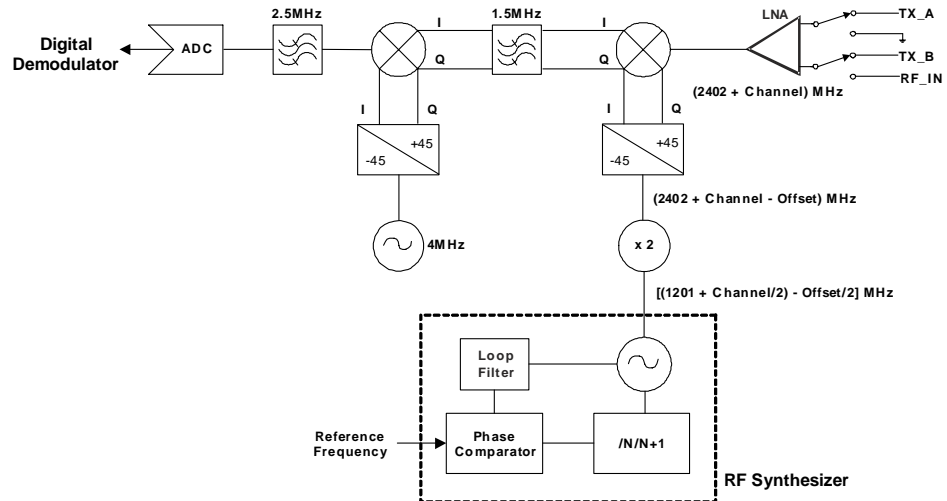 2.5MHz
1.5MHz
LNA
TX_A
TX_B
RF_IN
Digital
Demodulator
ADC
I
Q
I
Q
(2402 + Channel) MHz
I
Q
I
Q
-45
+45
-45
+45
(2402 + Channel - Offset) MHz
4MHz
x 2
[(1201 + Channel/2) - Offset/2] MHz
Loop
Filter
Reference
Frequency
Phase
Comparator
/N/N+1
RF Synthesizer